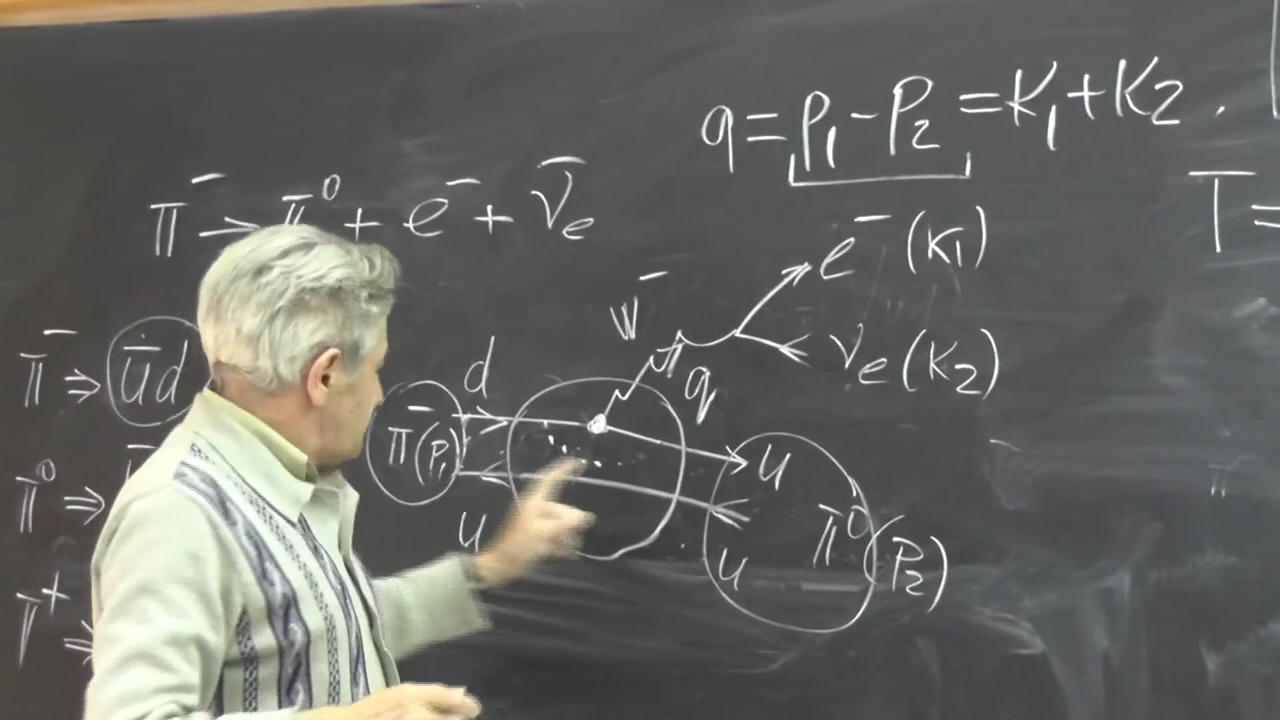 q = P₁ - P₂ = K₁ + K₂.
π⁻ → π⁰ + e⁻ + ν̄ₑ
T =
e⁻ (K₁)
W⁻
q
νₑ (K₂)
π⁻ ⇒ ūd
d
π⁻ (P₁)
u
u
u
π⁰ (P₂)
π⁰ ⇒
π⁺ ⇒